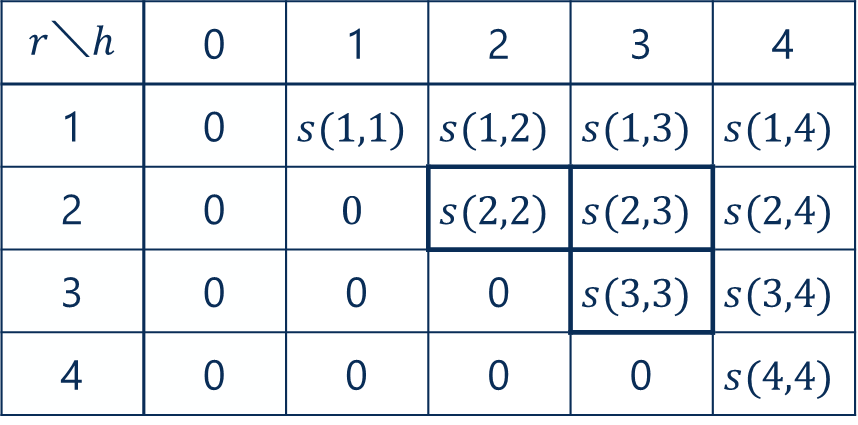 r＼h 0 1 2 3 4
1 0 s(1,1) s(1,2) s(1,3) s(1,4)
2 0 0 s(2,2) s(2,3) s(2,4)
3 0 0 0 s(3,3) s(3,4)
4 0 0 0 0 s(4,4)